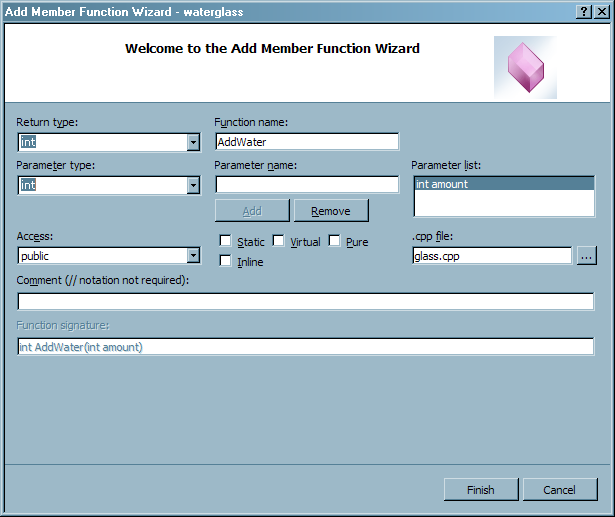 Add Member Function Wizard - waterglass
Welcome to the Add Member Function Wizard
Return type: Function name:
int AddWater
Parameter type: Parameter name: Parameter list:
int int amount
Add Remove
Access: Static Virtual Pure .cpp file:
public Inline glass.cpp ...
Comment (// notation not required):
Function signature:
int AddWater(int amount)
Finish Cancel